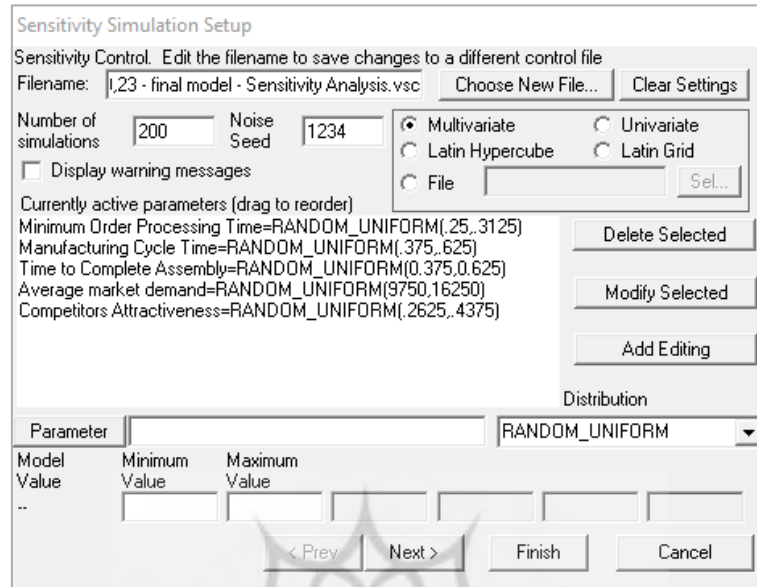 Sensitivity Simulation Setup
Sensitivity Control. Edit the filename to save changes to a different control file
Filename: I,23 - final model - Sensitivity Analysis.vsc Choose New File... Clear Settings
Number of simulations 200 Noise Seed 1234
Multivariate Univariate
Latin Hypercube Latin Grid
Display warning messages
File Sel...
Currently active parameters (drag to reorder)
Minimum Order Processing Time=RANDOM_UNIFORM(.25,.3125)
Manufacturing Cycle Time=RANDOM_UNIFORM(.375,.625)
Time to Complete Assembly=RANDOM_UNIFORM(0.375,0.625)
Average market demand=RANDOM_UNIFORM(9750,16250)
Competitors Attractiveness=RANDOM_UNIFORM(.2625,.4375)
Delete Selected
Modify Selected
Add Editing
Distribution
Parameter RANDOM_UNIFORM
Model Value Minimum Value Maximum Value
--
< Prev Next > Finish Cancel